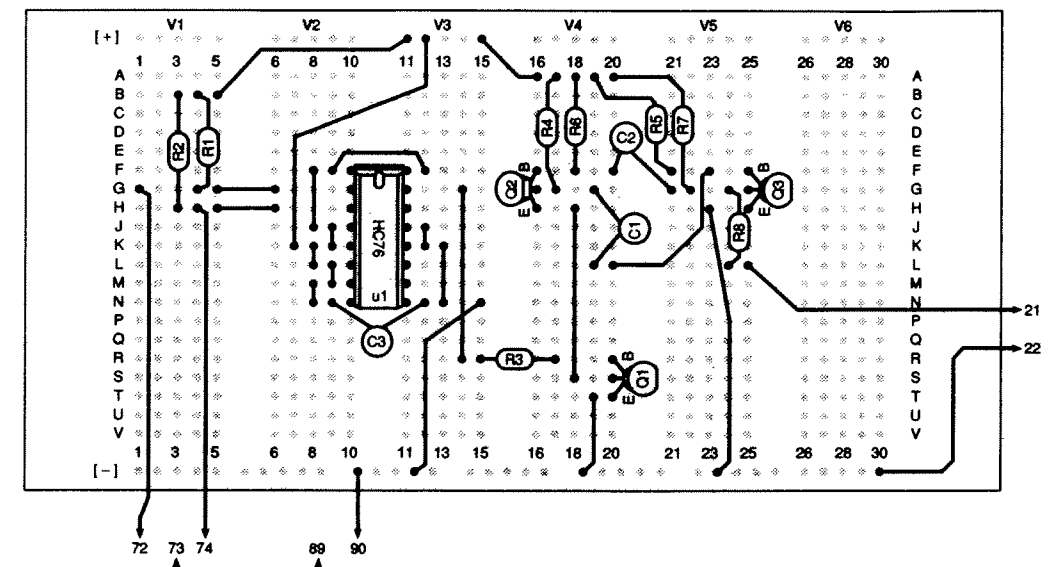 V1 V2 V3 V4 V5 V6
[+]
1 3 5 6 8 10 11 13 15 16 18 20 21 23 25 26 28 30
A A
B B
C C
D R4 R6 R5 R7 D
E R2 R1 C2 E
F B B F
G Q2 Q3 G
H E E H
J HC76 C1 J
K R8 K
L L
M M
N u1 N
P 21
P
Q C3 Q
R R3 B R
S Q1 S
T E T
U U
V V
1 3 5 6 8 10 11 13 15 16 18 20 21 23 25 26 28 30
[-]
22
72 73 74 89 90